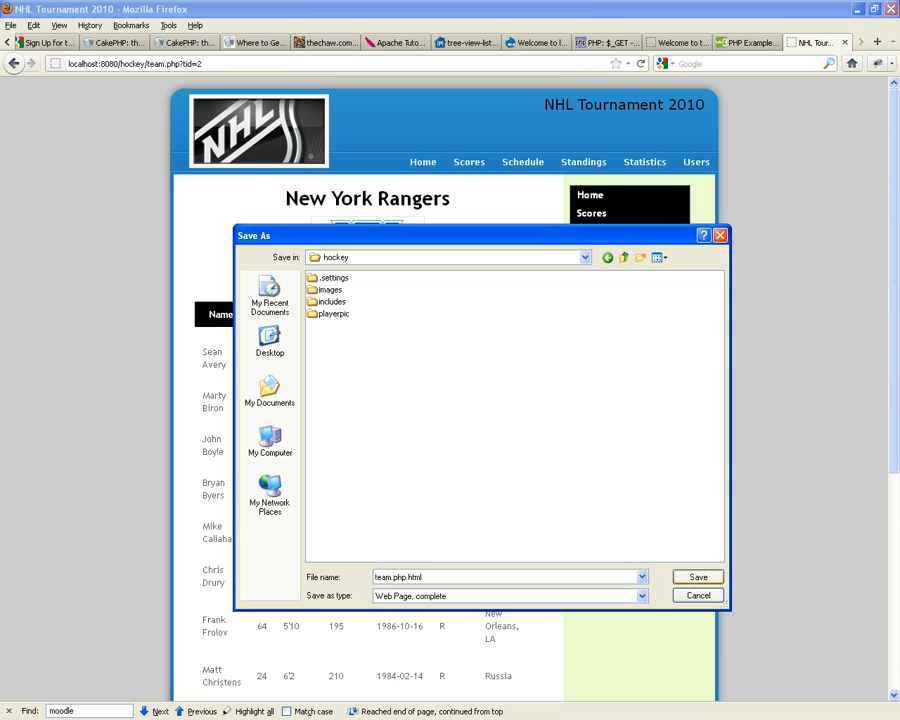 NHL Tournament 2010 - Mozilla Firefox
File Edit View History Bookmarks Tools Help
Sign Up for t... CakePHP: th... CakePHP: th... Where to Ge... thechaw.com... Apache Tuto... tree-view-list... Welcome to l... PHP: $_GET -... Welcome to t... PHP Example... NHL Tour...
localhost:8080/hockey/team.php?tid=2 Google
NHL
NHL Tournament 2010
Home Scores Schedule Standings Statistics Users
New York Rangers
Home
Scores
Save As
Save in: hockey
.settings
images
includes
playerpic
My Recent
Documents
Desktop
My Documents
My Computer
My Network
Places
File name: team.php.html Save
Save as type: Web Page, complete Cancel
Name
Sean
Avery
Marty
Biron
John
Boyle
Bryan
Byers
Mike
Callaha
Chris
Drury
Frank
Frolov 64 5'10 195 1986-10-16 R New
Orleans,
LA
Matt
Christens 24 6'2 210 1984-02-14 R Russia
Find: moodle Next Previous Highlight all Match case Reached end of page, continued from top